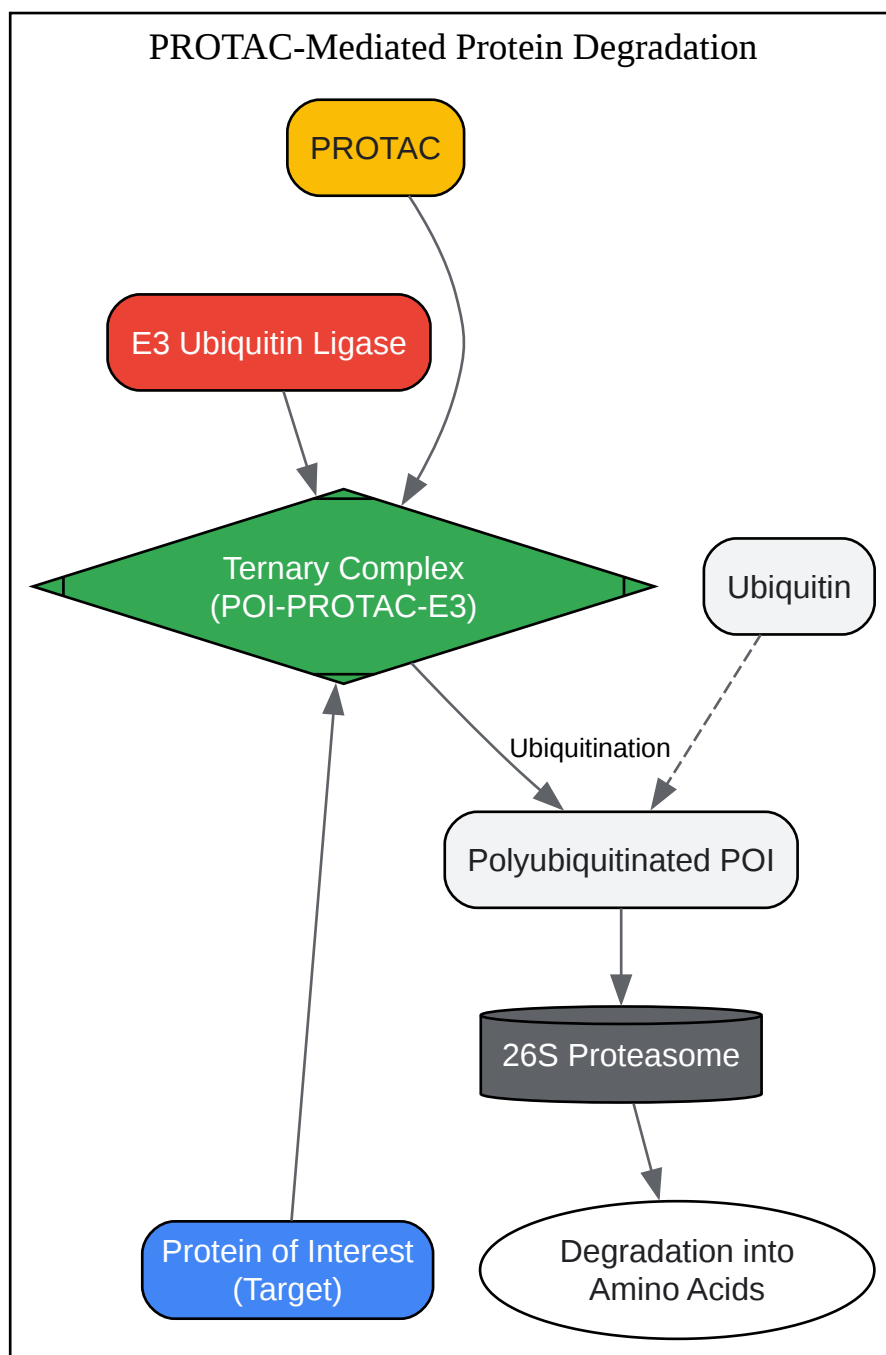 PROTAC-Mediated Protein Degradation
PROTAC
E3 Ubiquitin Ligase
Ternary Complex
(POI-PROTAC-E3)
Ubiquitin
Ubiquitination
Polyubiquitinated POI
26S Proteasome
Protein of Interest
(Target)
Degradation into
Amino Acids